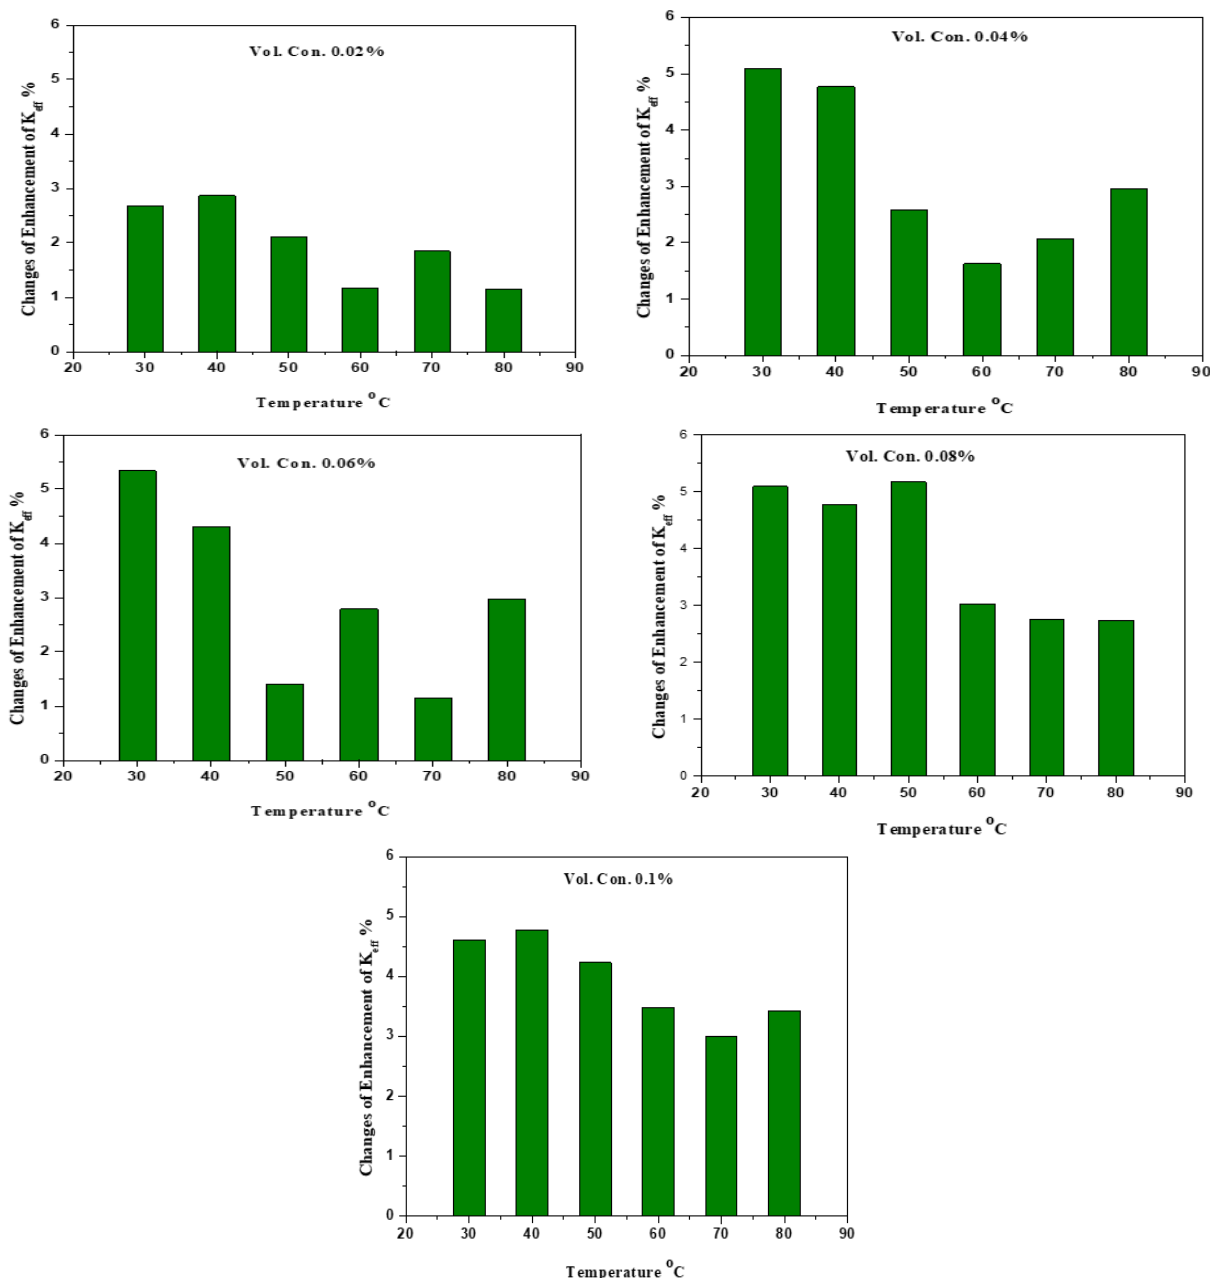 Vol. Con. 0.02%
Changes of Enhancement of Keff %
6
5
4
3
2
1
0
20 30 40 50 60 70 80 90
Temperature °C
Vol. Con. 0.04%
Changes of Enhancement of Keff %
6
5
4
3
2
1
0
20 30 40 50 60 70 80 90
Temperature °C
Vol. Con. 0.06%
Changes of Enhancement of Keff %
6
5
4
3
2
1
0
20 30 40 50 60 70 80 90
Temperature °C
Vol. Con. 0.08%
Changes of Enhancement of Keff %
6
5
4
3
2
1
0
20 30 40 50 60 70 80 90
Temperature °C
Vol. Con. 0.1%
Changes of Enhancement of Keff %
6
5
4
3
2
1
0
20 30 40 50 60 70 80 90
Temperature °C